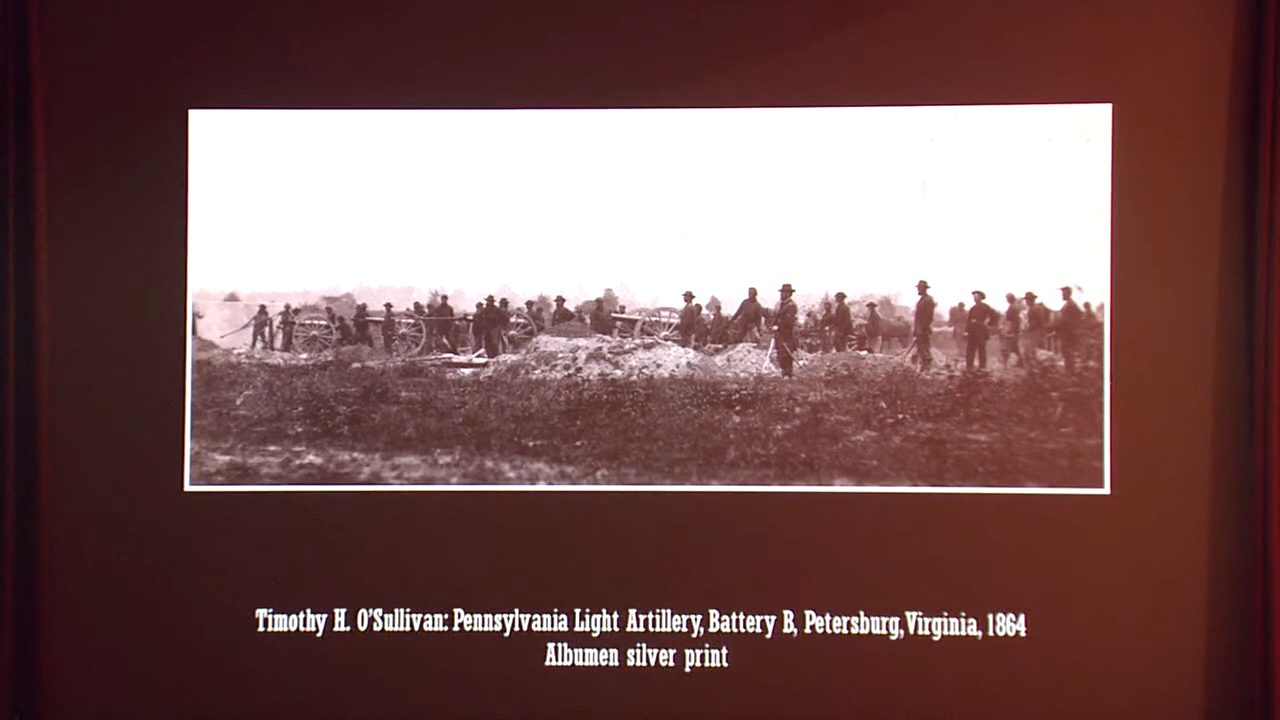 Timothy H. O'Sullivan: Pennsylvania Light Artillery, Battery B, Petersburg, Virginia, 1864
Albumen silver print